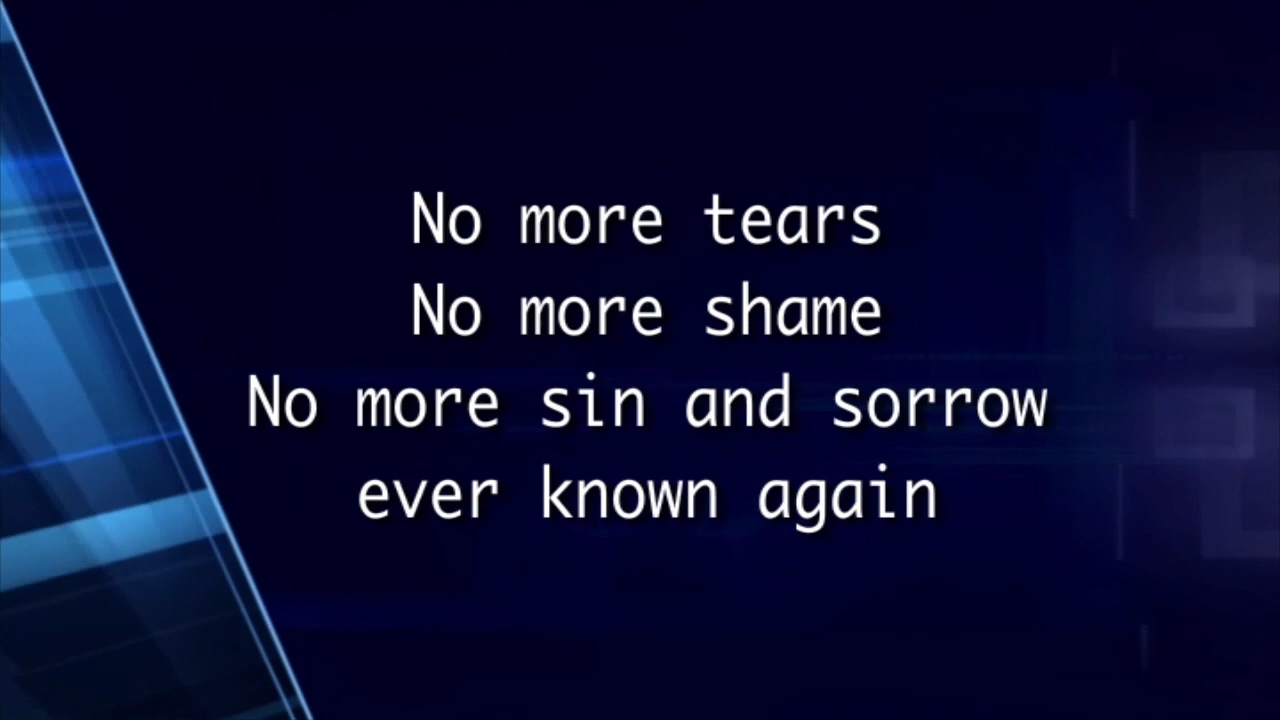 No more tears
No more shame
No more sin and sorrow
ever known again